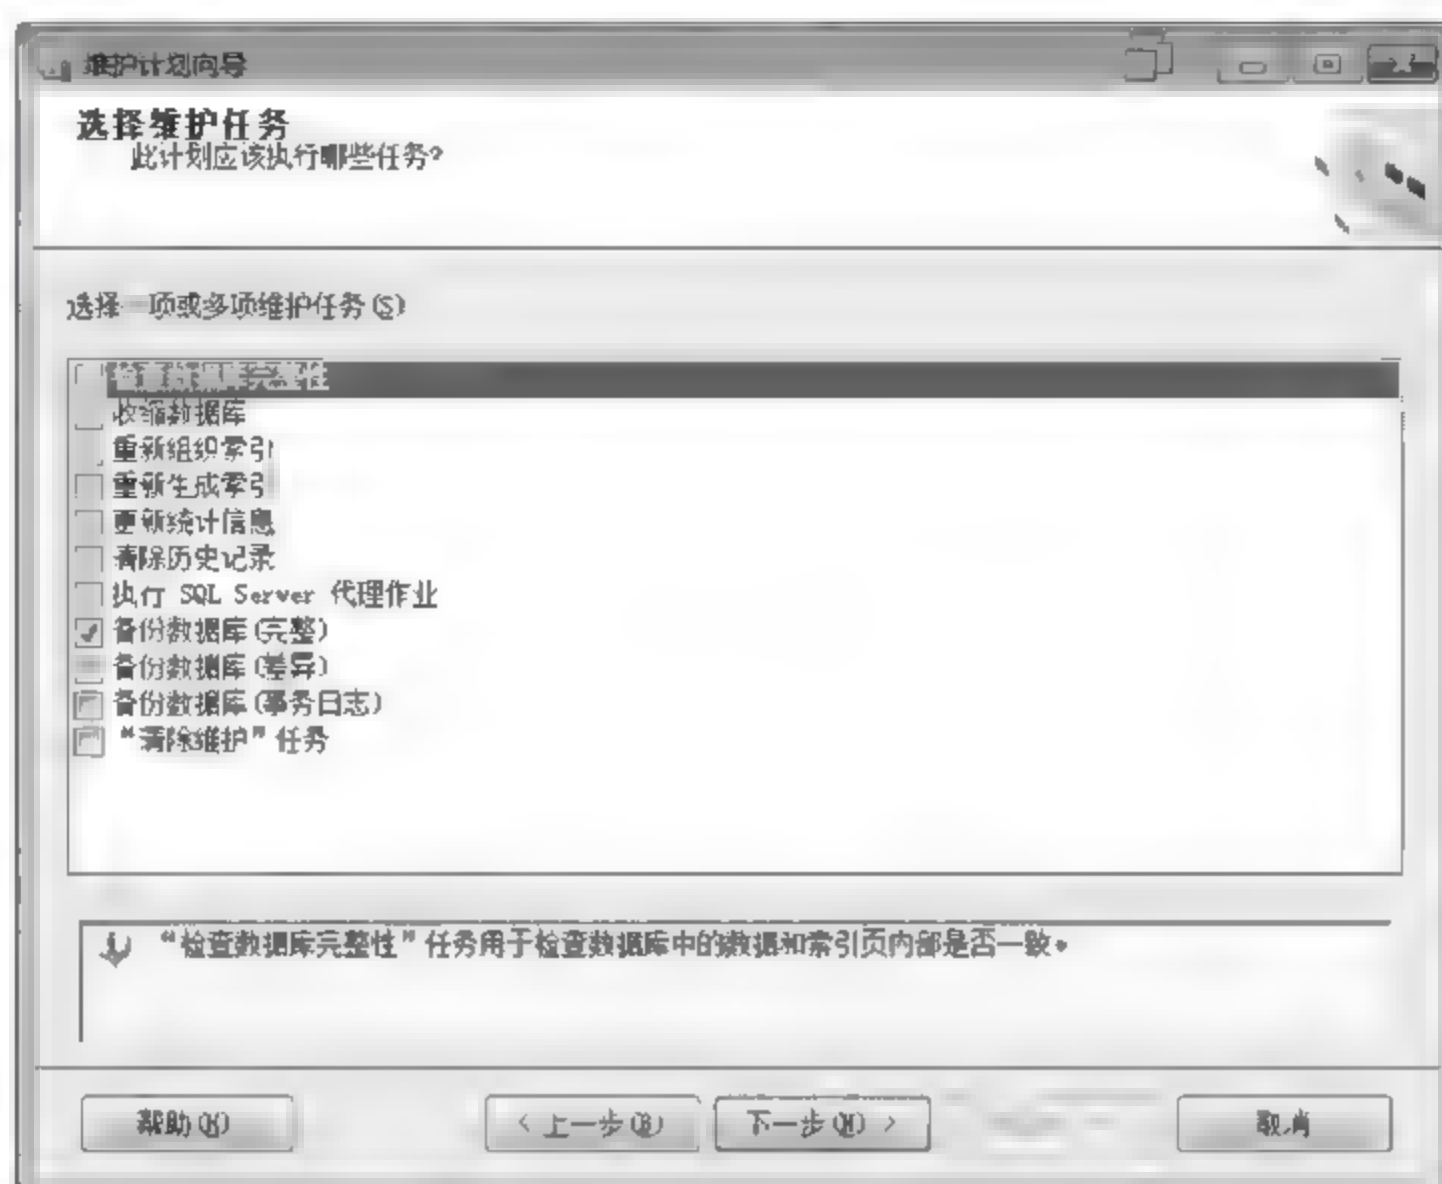 维护计划向导
选择维护任务
此计划应该执行哪些任务?
选择一项或多项维护任务(S)
检查数据库完整性
收缩数据库
重新组织索引
重新生成索引
更新统计信息
清除历史记录
执行 SQL Server 代理作业
备份数据库(完整)
备份数据库(差异)
备份数据库(事务日志)
“清除维护”任务
“检查数据库完整性”任务用于检查数据库中的数据和索引页内部是否一致。
帮助(H)
< 上一步(B)
下一步(N) >
取消